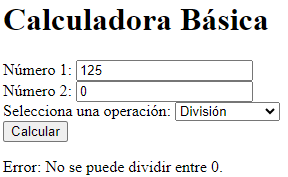 Calculadora Básica
Número 1: 125
Número 2: 0
Selecciona una operación: División
Calcular
Error: No se puede dividir entre 0.